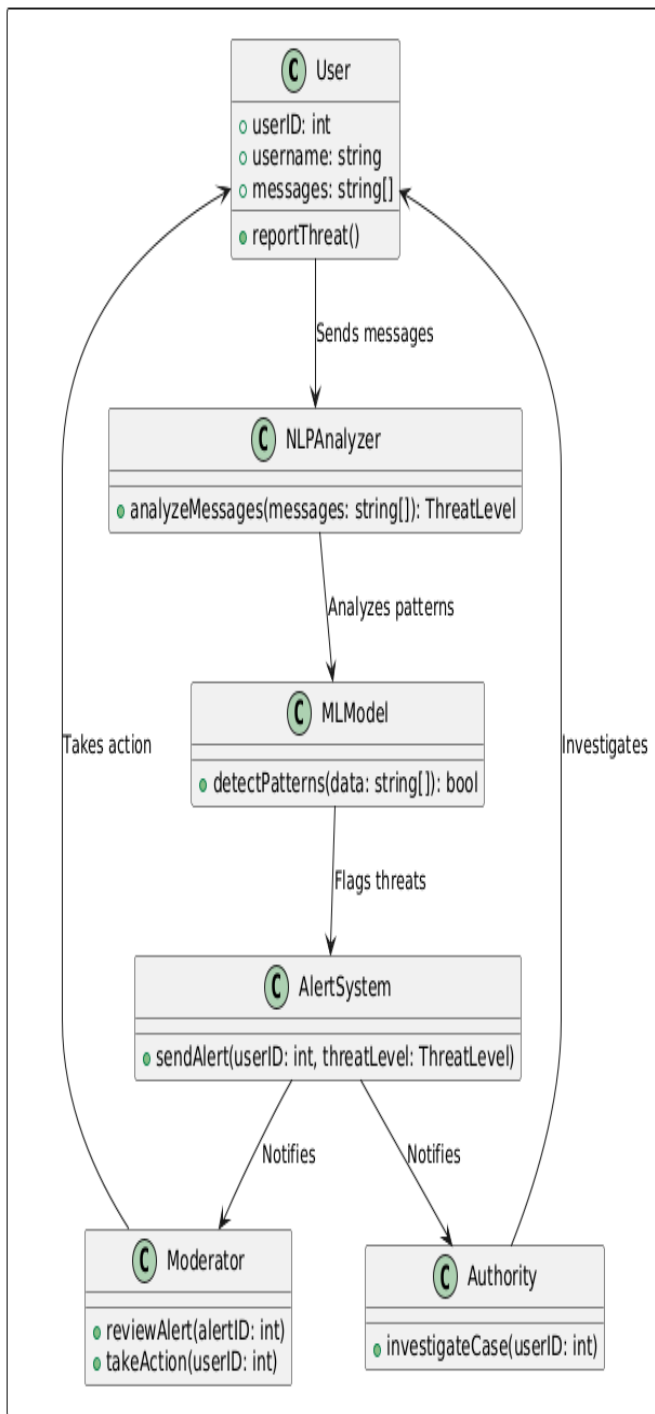 C User
userID: int
username: string
messages: string[]
reportThreat()
Sends messages
C NLPAnalyzer
analyzeMessages(messages: string[]): ThreatLevel
Analyzes patterns
C MLModel
Takes action
Investigates
detectPatterns(data: string[]): bool
Flags threats
C AlertSystem
sendAlert(userID: int, threatLevel: ThreatLevel)
Notifies
Notifies
C Moderator
reviewAlert(alertID: int)
takeAction(userID: int)
C Authority
investigateCase(userID: int)